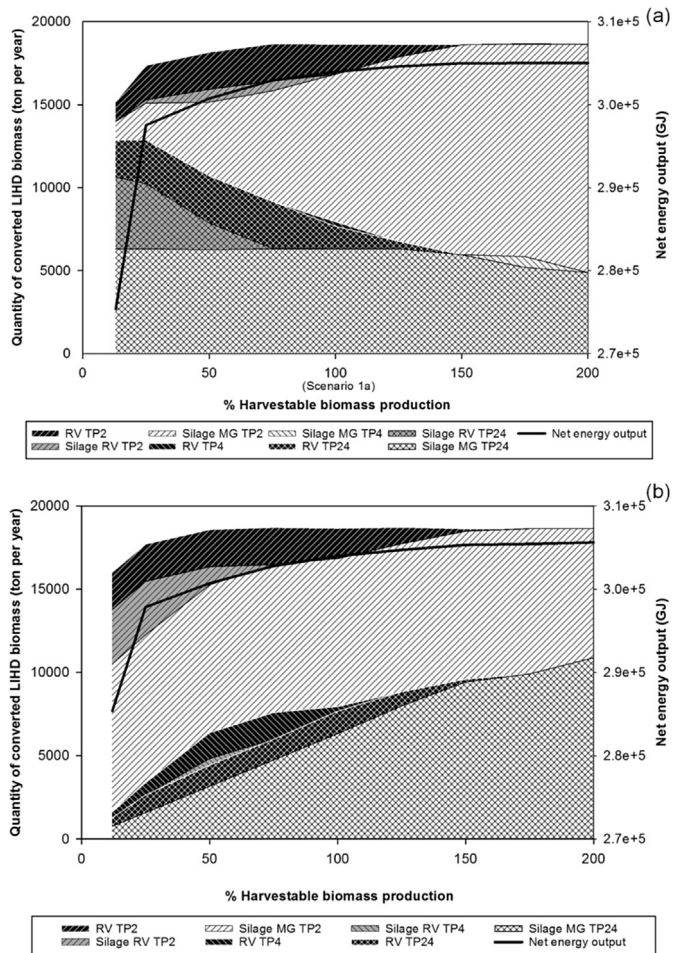 (a)
20000
15000
10000
5000
0
Quantity of converted LIHD biomass (ton per year)
3.1e+5
3.0e+5
2.9e+5
2.8e+5
2.7e+5
Net energy output (GJ)
0 50 100 150 200
(Scenario 1a)
% Harvestable biomass production
RV TP2 Silage MG TP2 Silage MG TP4 Silage RV TP24 Net energy output
Silage RV TP2 RV TP4 RV TP24 Silage MG TP24
(b)
20000
15000
10000
5000
0
Quantity of converted LIHD biomass (ton per year)
3.1e+5
3.0e+5
2.9e+5
2.8e+5
2.7e+5
Net energy output (GJ)
0 50 100 150 200
% Harvestable biomass production
RV TP2 Silage MG TP2 Silage RV TP4 Silage MG TP24
Silage RV TP2 RV TP4 RV TP24 Net energy output